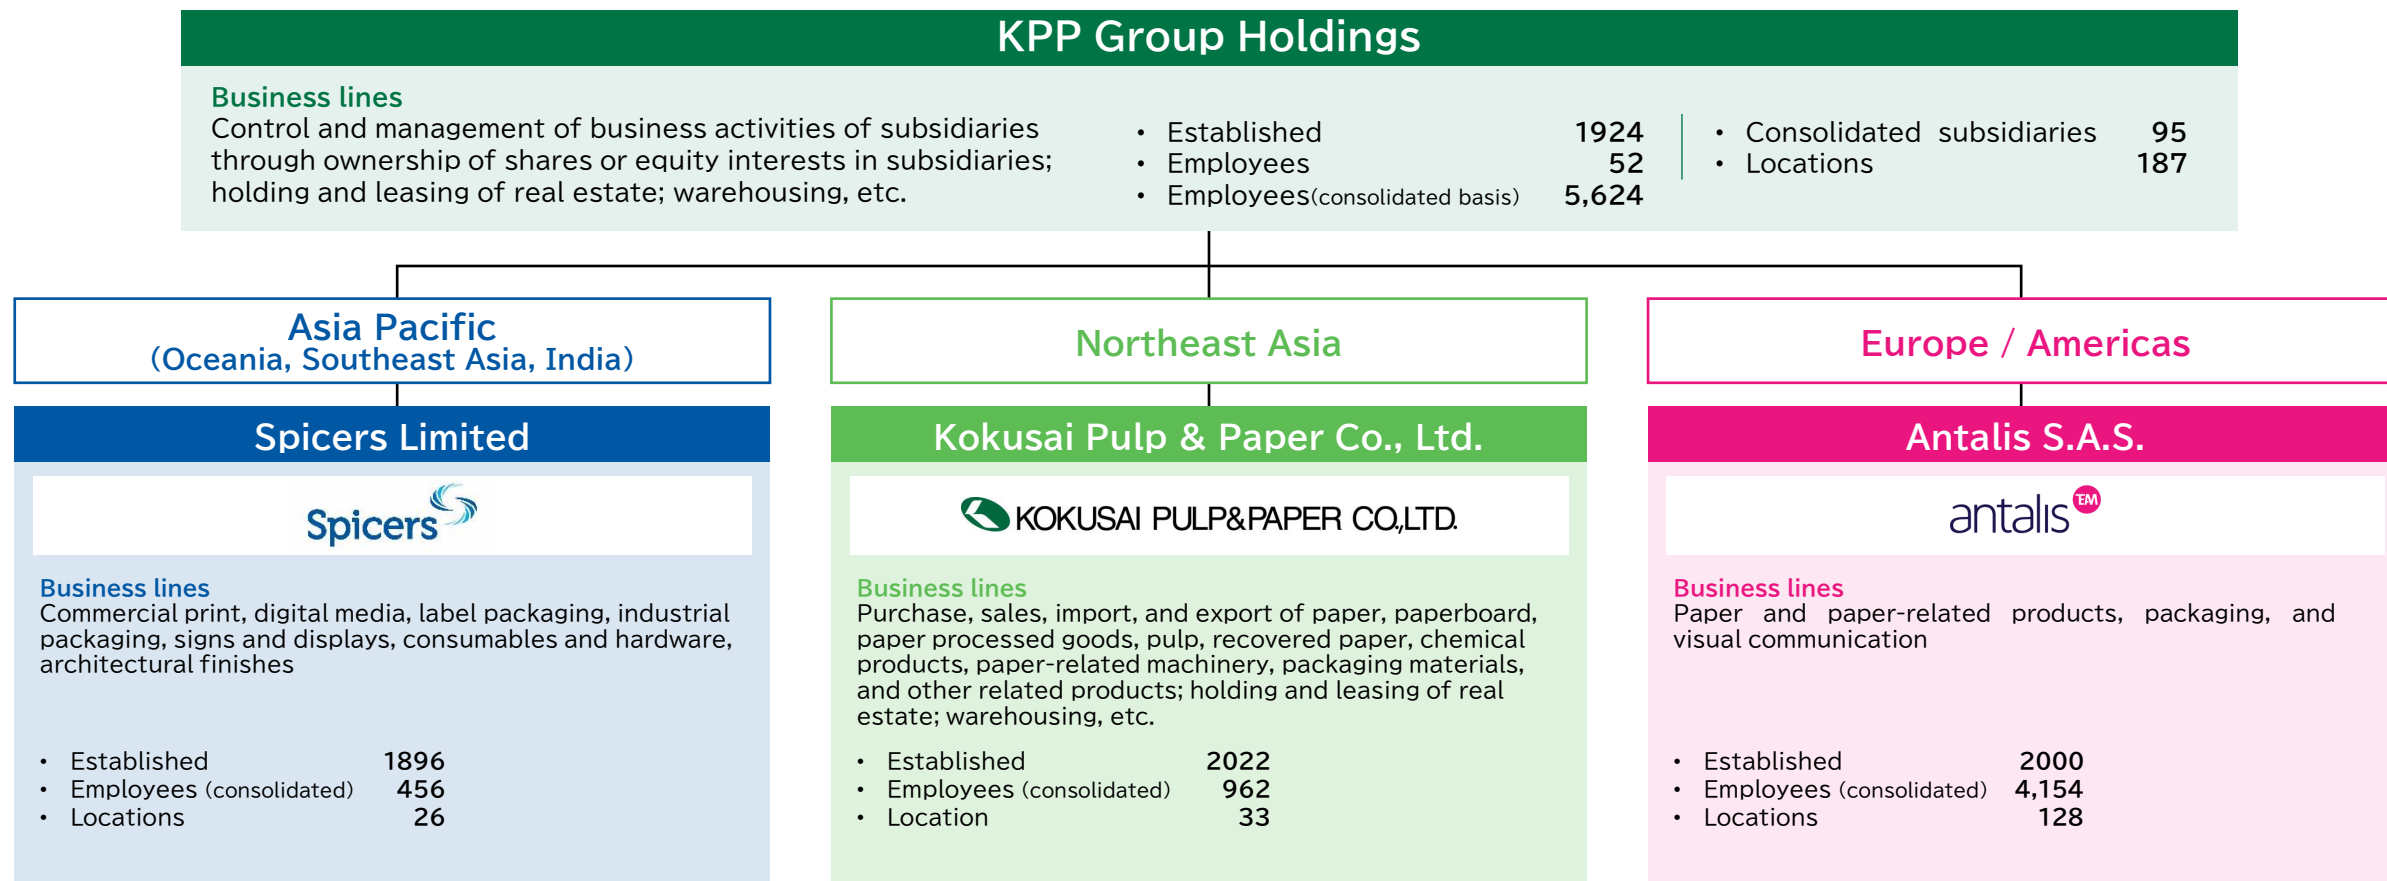 KPP Group Holdings
Business lines
Control and management of business activities of subsidiaries
through ownership of shares or equity interests in subsidiaries;
holding and leasing of real estate; warehousing, etc.
• Established 1924
• Employees 52
• Employees(consolidated basis) 5,624
• Consolidated subsidiaries 95
• Locations 187
Asia Pacific
(Oceania, Southeast Asia, India)
Spicers Limited
Spicers
Business lines
Commercial print, digital media, label packaging, industrial
packaging, signs and displays, consumables and hardware,
architectural finishes
• Established 1896
• Employees (consolidated) 456
• Locations 26
Northeast Asia
Kokusai Pulp & Paper Co., Ltd.
KOKUSAI PULP&PAPER CO.,LTD.
Business lines
Purchase, sales, import, and export of paper, paperboard,
paper processed goods, pulp, recovered paper, chemical
products, paper-related machinery, packaging materials,
and other related products; holding and leasing of real
estate; warehousing, etc.
• Established 2022
• Employees (consolidated) 962
• Location 33
Europe / Americas
Antalis S.A.S.
antalis TM
Business lines
Paper and paper-related products, packaging, and
visual communication
• Established 2000
• Employees (consolidated) 4,154
• Locations 128